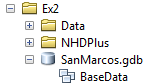 Ex2
Data
NHDPlus
SanMarcos.gdb
BaseData